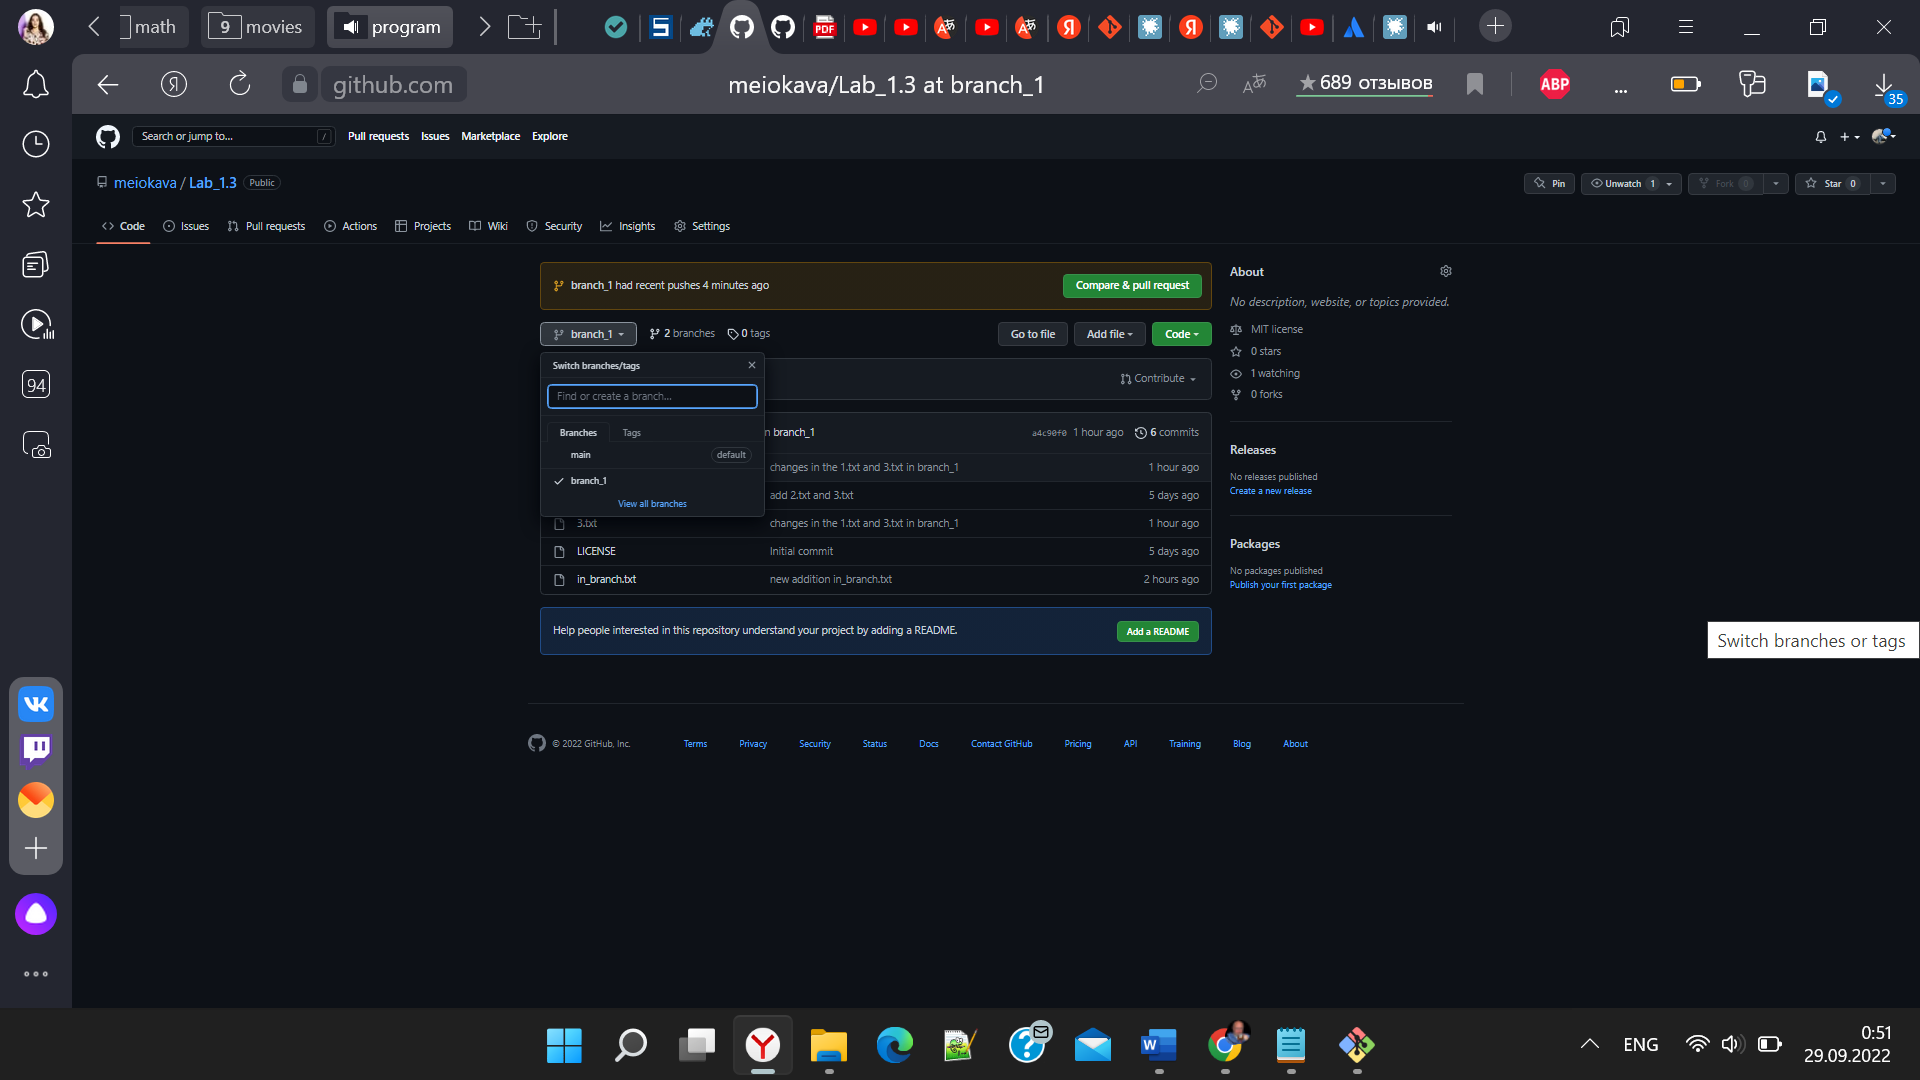 math
9 movies
program
PDF
github.com
meiokava/Lab_1.3 at branch_1
★ 689 отзывов
ABP
...
35
Search or jump to... /
Pull requests Issues Marketplace Explore
meiokava / Lab_1.3 Public
Pin Unwatch 1 Fork 0 Star 0
Code Issues Pull requests Actions Projects Wiki Security Insights Settings
branch_1 had recent pushes 4 minutes ago
Compare & pull request
branch_1 2 branches 0 tags
Go to file Add file Code
Switch branches/tags
Find or create a branch...
Branches Tags
main default
branch_1
View all branches
Contribute
n branch_1 a4c90f0 1 hour ago 6 commits
changes in the 1.txt and 3.txt in branch_1 1 hour ago
add 2.txt and 3.txt 5 days ago
3.txt changes in the 1.txt and 3.txt in branch_1 1 hour ago
LICENSE Initial commit 5 days ago
in_branch.txt new addition in_branch.txt 2 hours ago
Help people interested in this repository understand your project by adding a README.
Add a README
About
No description, website, or topics provided.
MIT license
0 stars
1 watching
0 forks
Releases
No releases published
Create a new release
Packages
No packages published
Publish your first package
Switch branches or tags
© 2022 GitHub, Inc. Terms Privacy Security Status Docs Contact GitHub Pricing API Training Blog About
94
ENG
0:51
29.09.2022